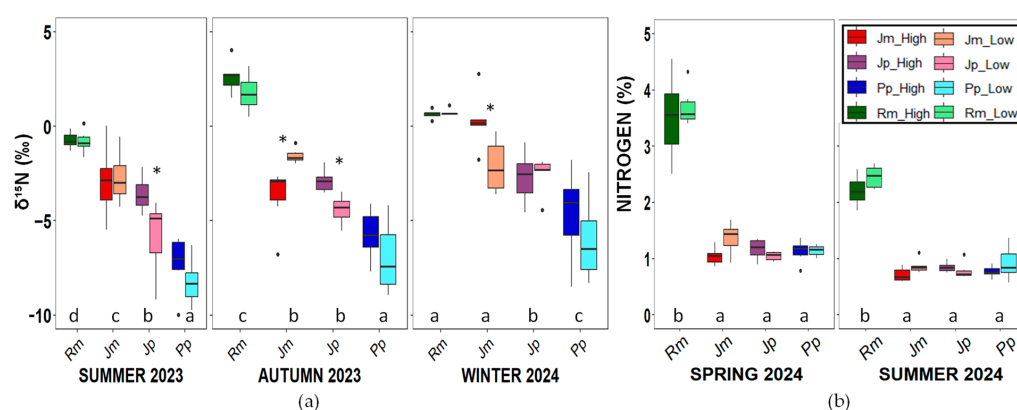 5
0
-5
-10
δ¹⁵N (‰)
*
* *
*
d c b a
c b b a
a a b c
Rm Jm Jp Pp
Rm Jm Jp Pp
Rm Jm Jp Pp
SUMMER 2023 AUTUMN 2023 WINTER 2024
(a)
5
4
3
2
1
0
NITROGEN (%)
Jm_High Jm_Low
Jp_High Jp_Low
Pp_High Pp_Low
Rm_High Rm_Low
b a a a
b a a a
Rm Jm Jp Pp
Rm Jm Jp Pp
SPRING 2024 SUMMER 2024
(b)